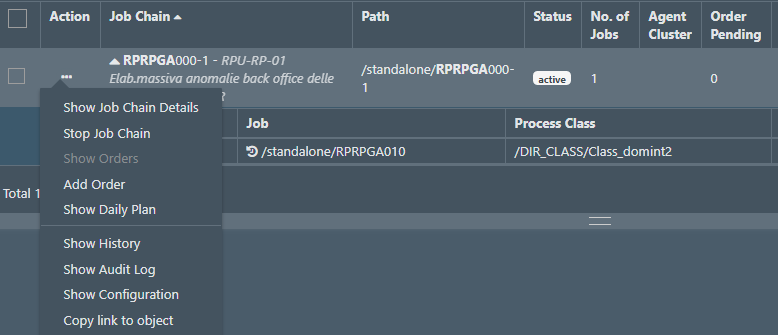 Action Job Chain Path Status No. of Jobs Agent Cluster Order Pending
RPRPGA000-1 - RPU-RP-01
Elab.massiva anomalie back office delle
/standalone/RPRPGA000-1
active
1
0
Show Job Chain Details
Stop Job Chain
Show Orders
Add Order
Show Daily Plan
Show History
Show Audit Log
Show Configuration
Copy link to object
Job Process Class
/standalone/RPRPGA010 /DIR_CLASS/Class_domint2
Total 1